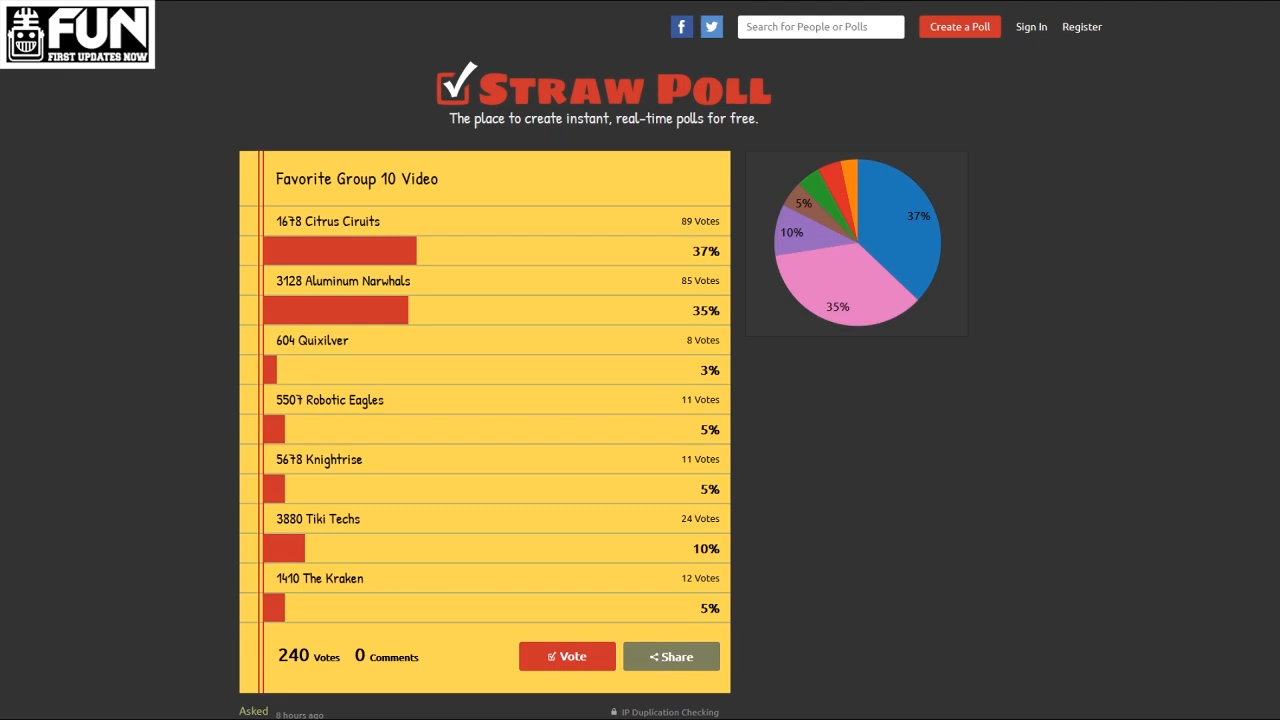 FUN
FIRST UPDATES NOW
Search for People or Polls
Create a Poll
Sign In
Register
STRAW POLL
The place to create instant, real-time polls for free.
Favorite Group 10 Video
1678 Citrus Ciruits
89 Votes
37%
3128 Aluminum Narwhals
85 Votes
35%
604 Quixilver
8 Votes
3%
5507 Robotic Eagles
11 Votes
5%
5678 Knightrise
11 Votes
5%
3880 Tiki Techs
24 Votes
10%
1410 The Kraken
12 Votes
5%
240 Votes 0 Comments
Vote
Share
Asked 8 hours ago
IP Duplication Checking
37%
5%
10%
35%